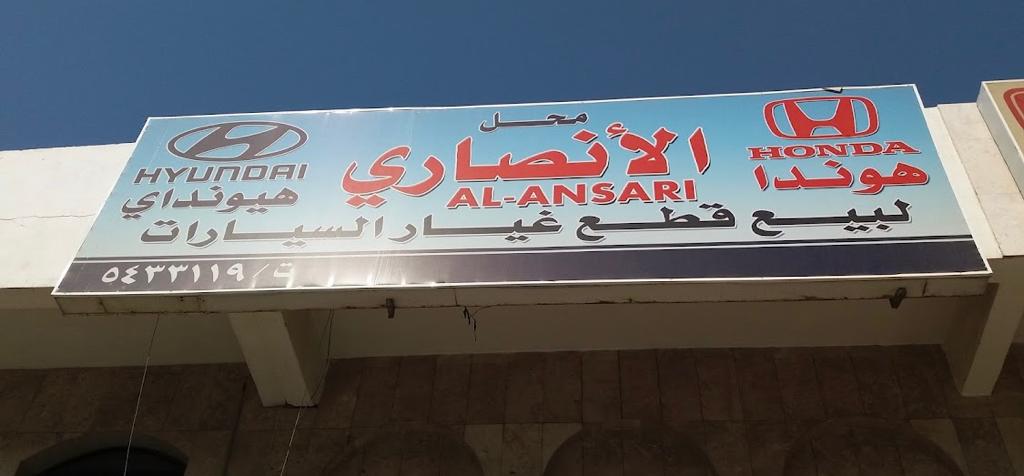 محل
الأنصاري
AL-ANSARI
HONDA
هوندا
HYUNDAI
هيونداي
لبيع قطع غيار السيارات
ت/٥٤٣٣١١٩